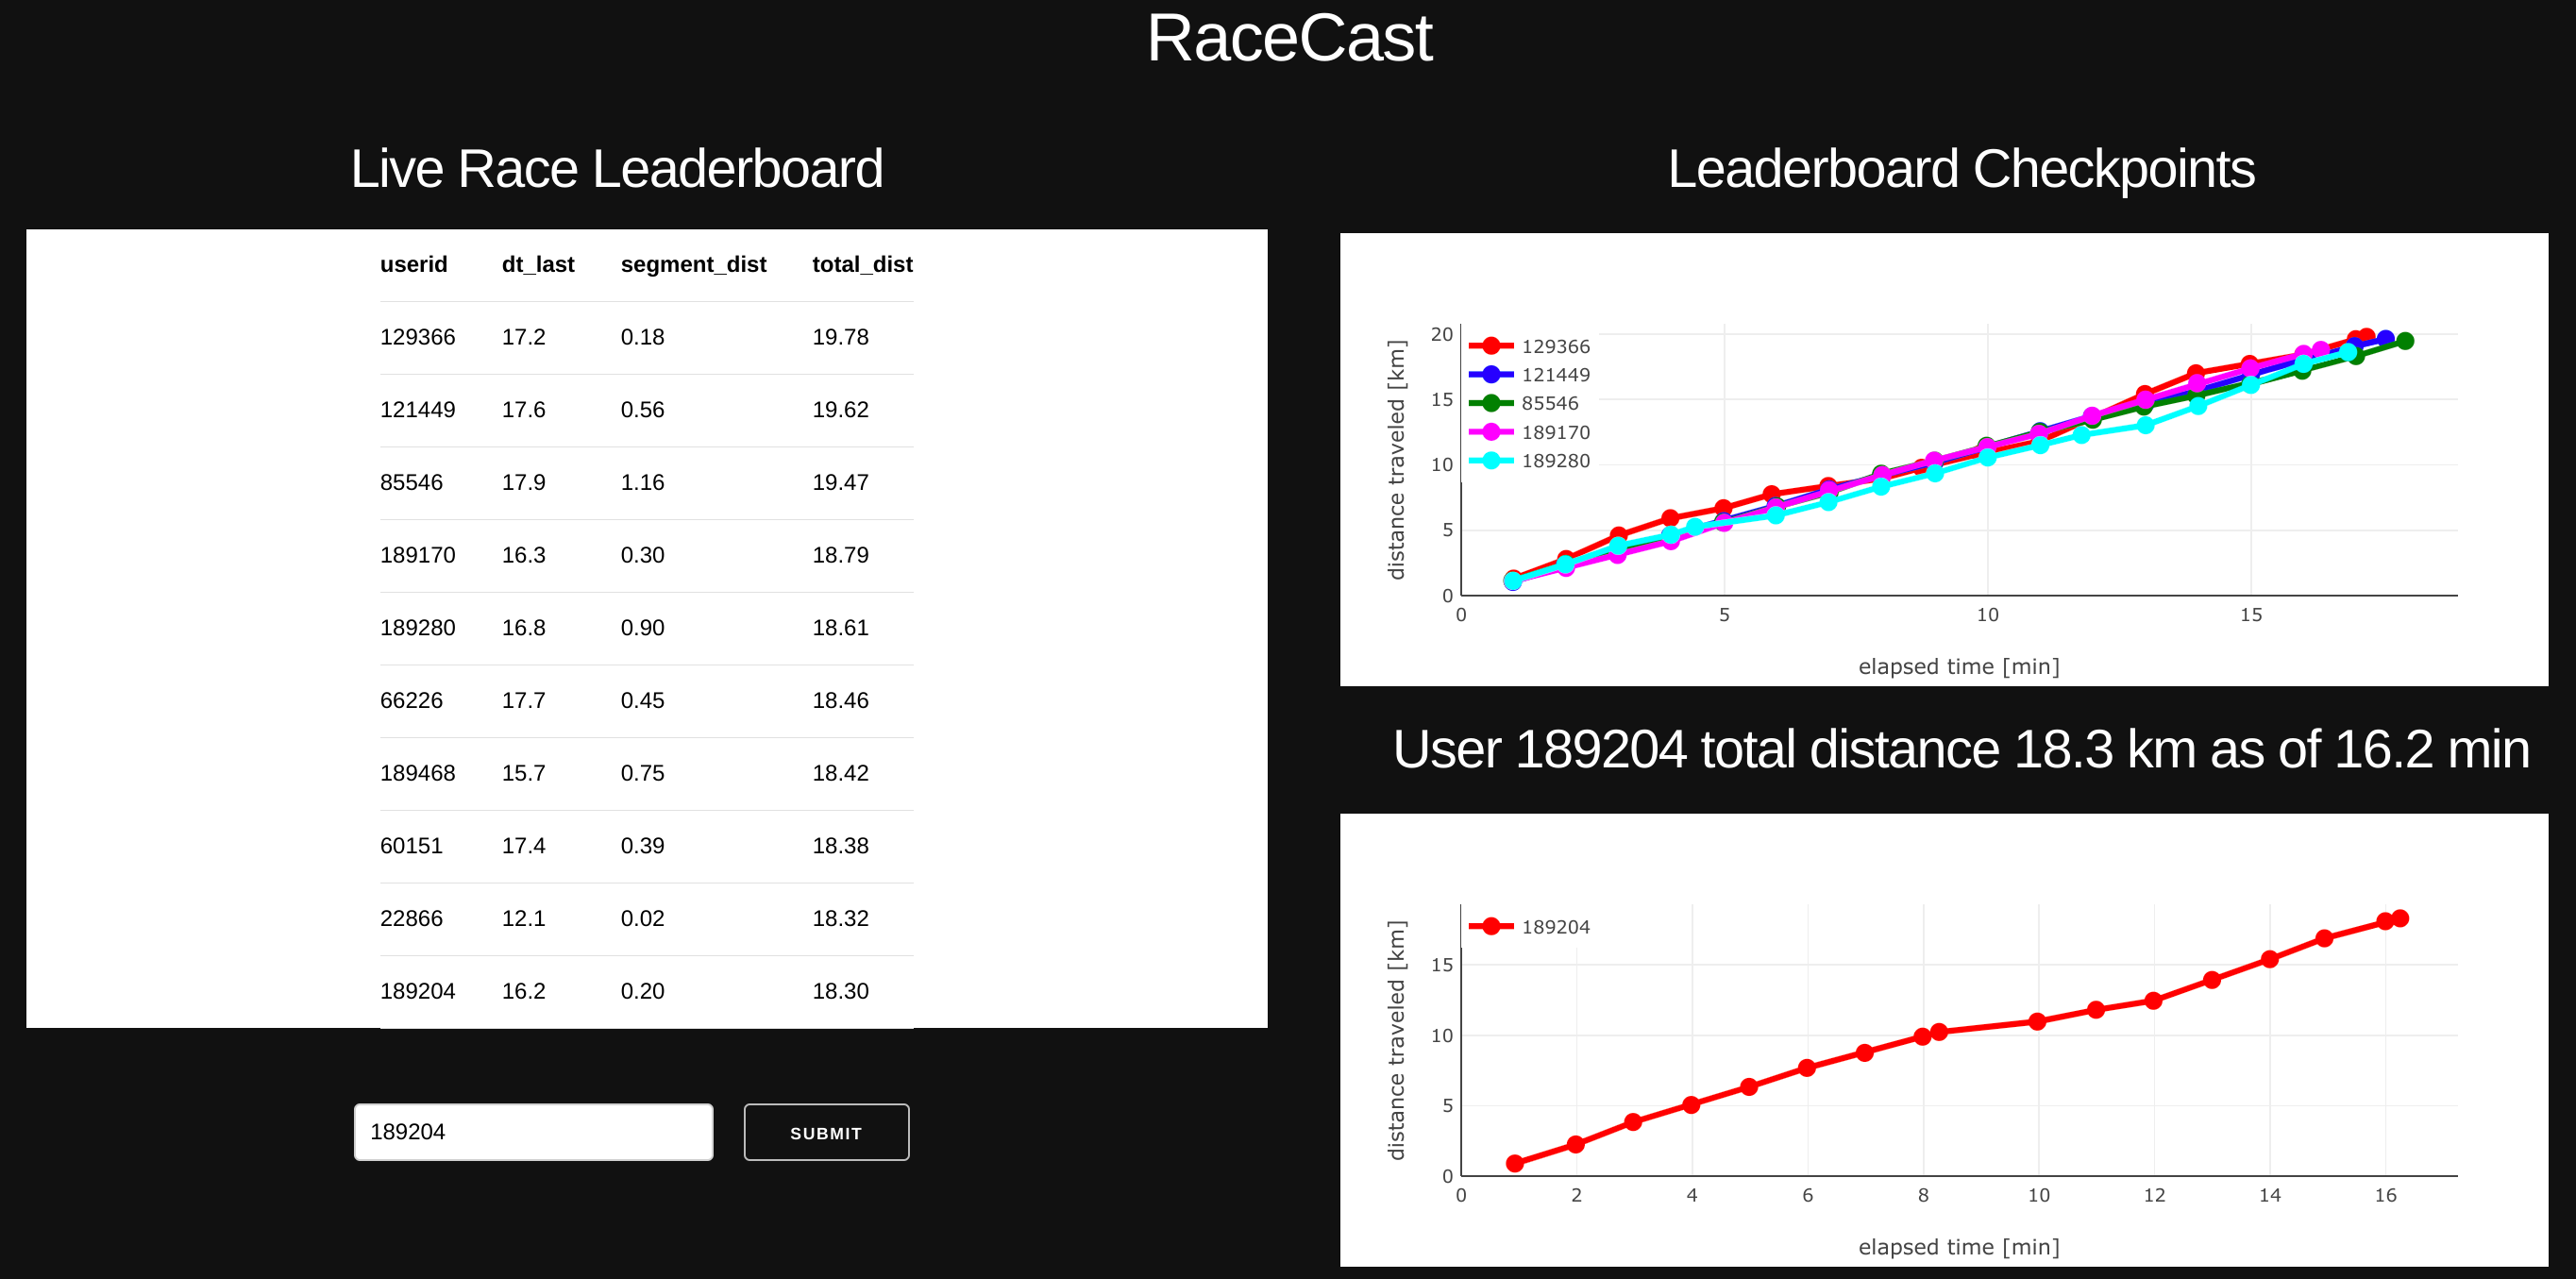 RaceCast
Live Race Leaderboard
userid dt_last segment_dist total_dist
129366 17.2 0.18 19.78
121449 17.6 0.56 19.62
85546 17.9 1.16 19.47
189170 16.3 0.30 18.79
189280 16.8 0.90 18.61
66226 17.7 0.45 18.46
189468 15.7 0.75 18.42
60151 17.4 0.39 18.38
22866 12.1 0.02 18.32
189204 16.2 0.20 18.30
189204
SUBMIT
Leaderboard Checkpoints
distance traveled [km]
20
15
10
5
0
129366
121449
85546
189170
189280
0 5 10 15
elapsed time [min]
User 189204 total distance 18.3 km as of 16.2 min
distance traveled [km]
15
10
5
0
189204
0 2 4 6 8 10 12 14 16
elapsed time [min]